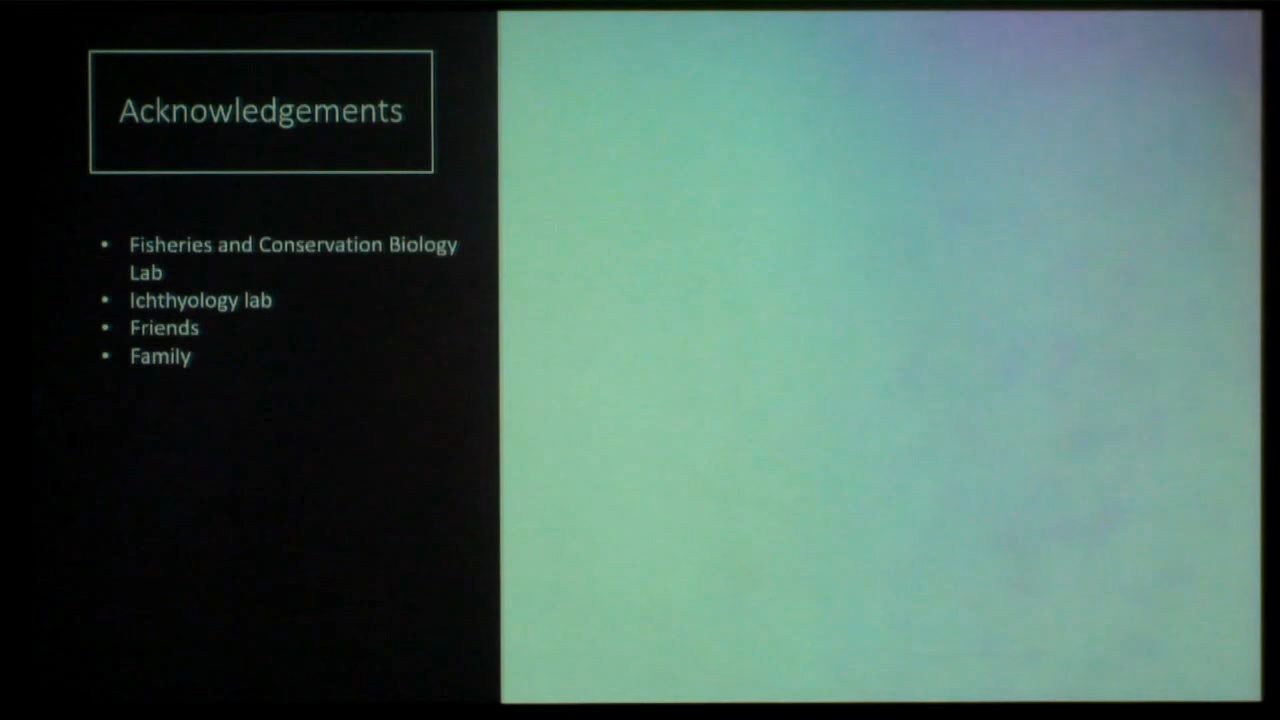 Acknowledgements
• Fisheries and Conservation Biology
Lab
• Ichthyology lab
• Friends
• Family